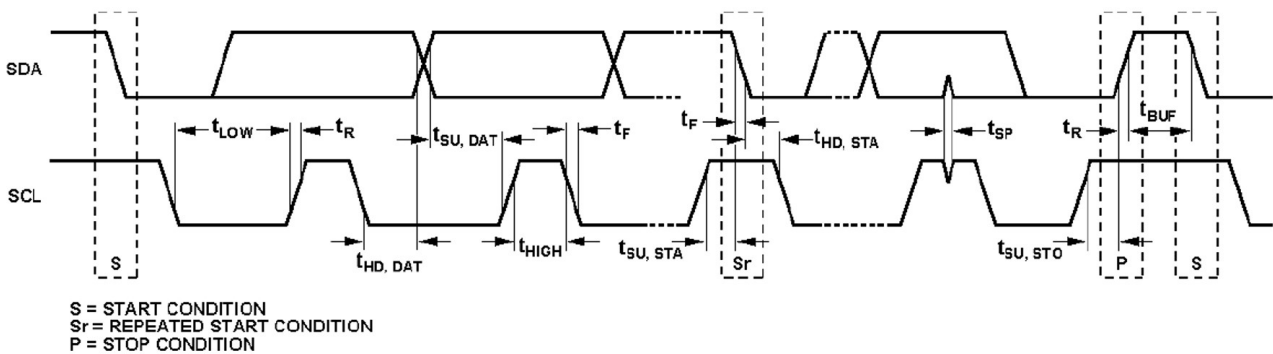 SDA
tLOW tR tSU, DAT tF tF tHD, STA tSP tR tBUF
SCL
tHD, DAT tHIGH tSU, STA tSU, STO
S Sr P S
S = START CONDITION
Sr = REPEATED START CONDITION
P = STOP CONDITION